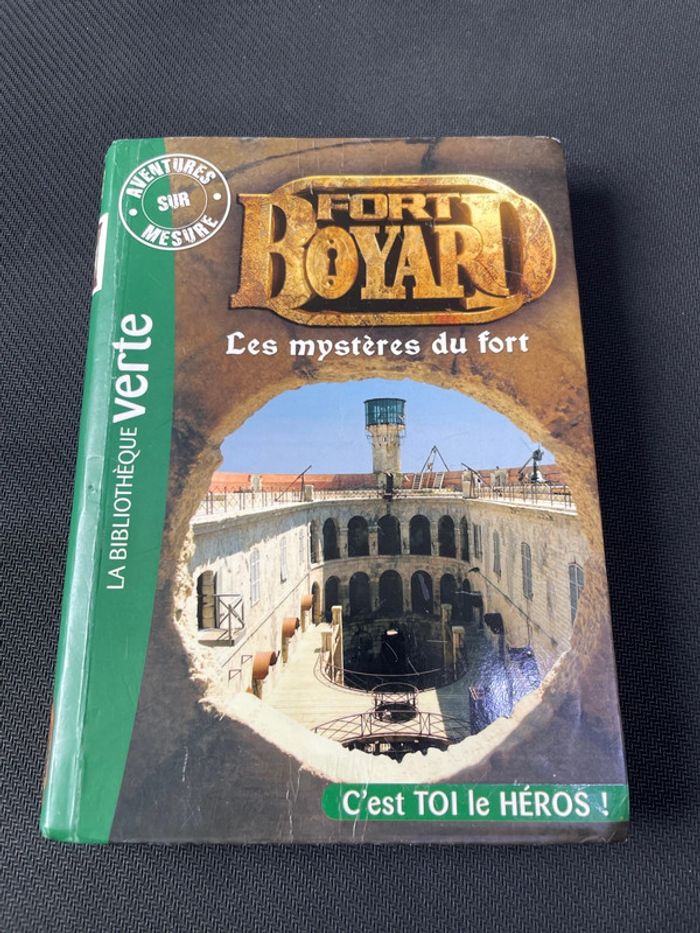 AVENTURES
SUR
MESURE
FORT
BOYARD
Les mystères du fort
LA BIBLIOTHÈQUE verte
C'est TOI le HÉROS !